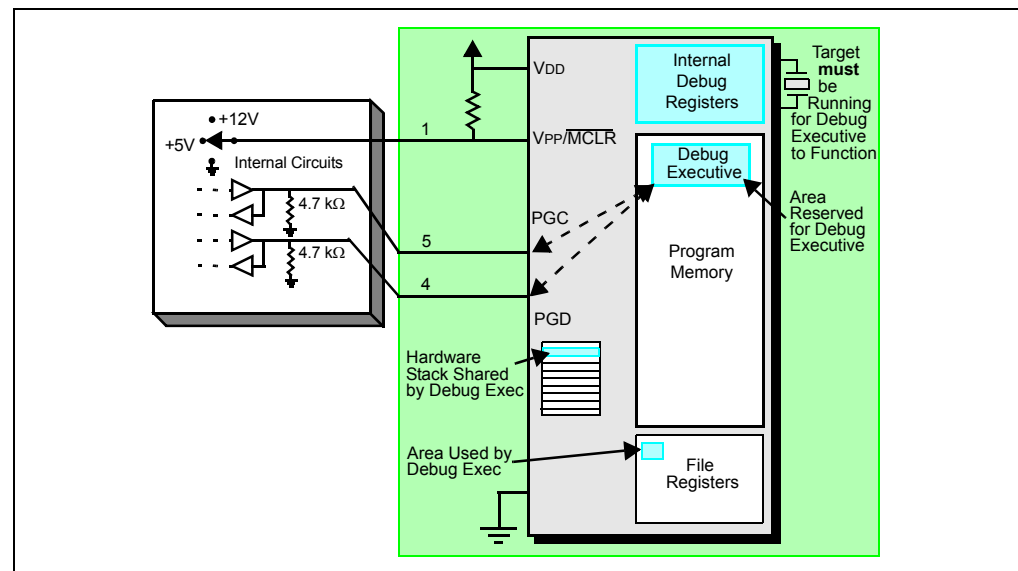 +12V
+5V
Internal Circuits
4.7 kΩ
4.7 kΩ
1
5
4
VDD
VPP/MCLR
PGC
PGD
Internal
Debug
Registers
Target
must
be
Running
for Debug
Executive
to Function
Debug
Executive
Area
Reserved
for Debug
Executive
Program
Memory
Hardware
Stack Shared
by Debug Exec
Area Used by
Debug Exec
File
Registers